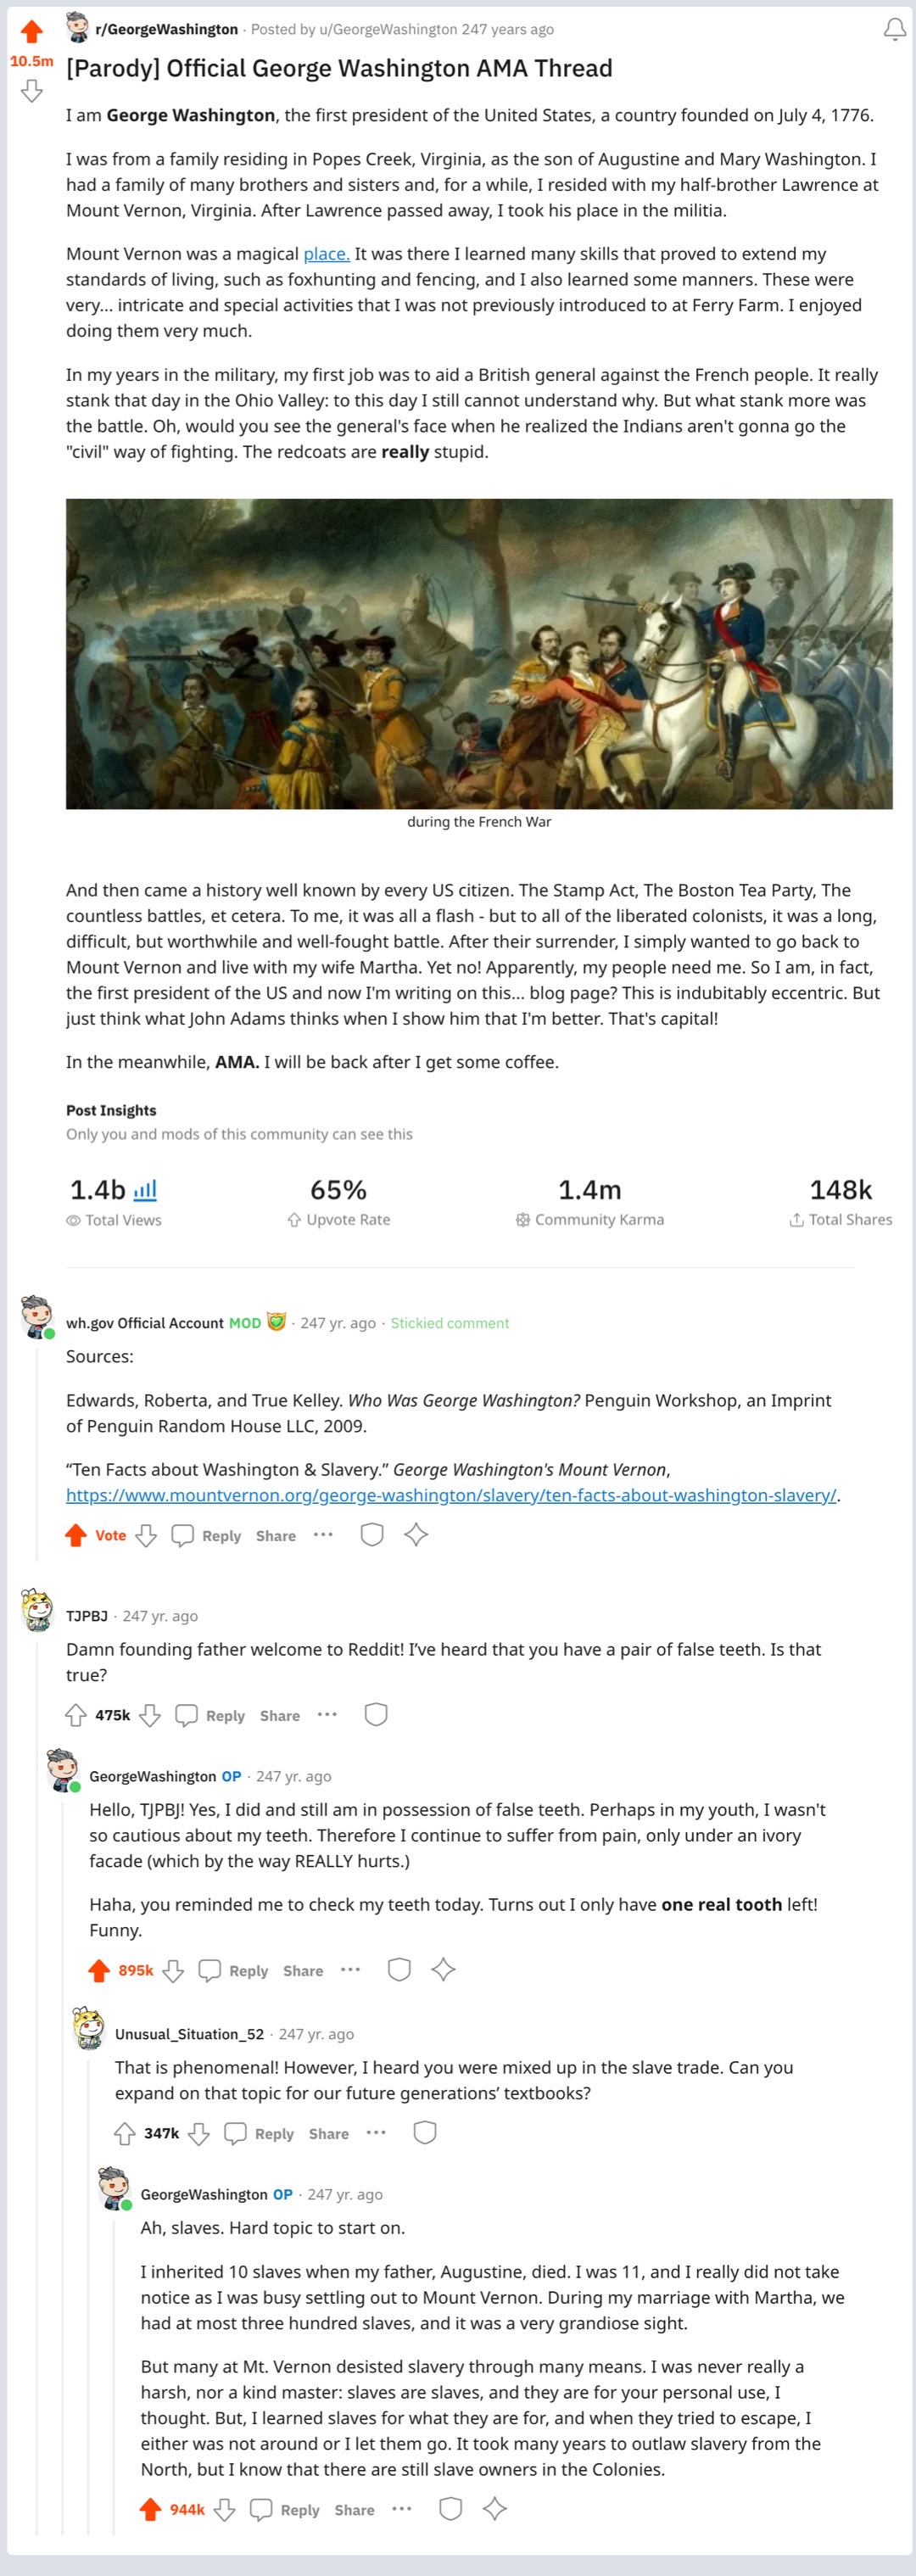 r/GeorgeWashington · Posted by u/GeorgeWashington 247 years ago
10.5m
[Parody] Official George Washington AMA Thread
I am George Washington, the first president of the United States, a country founded on July 4, 1776.
I was from a family residing in Popes Creek, Virginia, as the son of Augustine and Mary Washington. I
had a family of many brothers and sisters and, for a while, I resided with my half-brother Lawrence at
Mount Vernon, Virginia. After Lawrence passed away, I took his place in the militia.
Mount Vernon was a magical place. It was there I learned many skills that proved to extend my
standards of living, such as foxhunting and fencing, and I also learned some manners. These were
very... intricate and special activities that I was not previously introduced to at Ferry Farm. I enjoyed
doing them very much.
In my years in the military, my first job was to aid a British general against the French people. It really
stank that day in the Ohio Valley: to this day I still cannot understand why. But what stank more was
the battle. Oh, would you see the general's face when he realized the Indians aren't gonna go the
"civil" way of fighting. The redcoats are really stupid.
during the French War
And then came a history well known by every US citizen. The Stamp Act, The Boston Tea Party, The
countless battles, et cetera. To me, it was all a flash - but to all of the liberated colonists, it was a long,
difficult, but worthwhile and well-fought battle. After their surrender, I simply wanted to go back to
Mount Vernon and live with my wife Martha. Yet no! Apparently, my people need me. So I am, in fact,
the first president of the US and now I'm writing on this... blog page? This is indubitably eccentric. But
just think what John Adams thinks when I show him that I'm better. That's capital!
In the meanwhile, AMA. I will be back after I get some coffee.
Post Insights
Only you and mods of this community can see this
1.4b 65% 1.4m 148k
Total Views Upvote Rate Community Karma Total Shares
wh.gov Official Account MOD · 247 yr. ago · Stickied comment
Sources:
Edwards, Roberta, and True Kelley. Who Was George Washington? Penguin Workshop, an Imprint
of Penguin Random House LLC, 2009.
“Ten Facts about Washington & Slavery.” George Washington's Mount Vernon,
https://www.mountvernon.org/george-washington/slavery/ten-facts-about-washington-slavery/.
Vote Reply Share ···
TJPBJ · 247 yr. ago
Damn founding father welcome to Reddit! I’ve heard that you have a pair of false teeth. Is that
true?
475k Reply Share ···
GeorgeWashington OP · 247 yr. ago
Hello, TJPBJ! Yes, I did and still am in possession of false teeth. Perhaps in my youth, I wasn't
so cautious about my teeth. Therefore I continue to suffer from pain, only under an ivory
facade (which by the way REALLY hurts.)
Haha, you reminded me to check my teeth today. Turns out I only have one real tooth left!
Funny.
895k Reply Share ···
Unusual_Situation_52 · 247 yr. ago
That is phenomenal! However, I heard you were mixed up in the slave trade. Can you
expand on that topic for our future generations’ textbooks?
347k Reply Share ···
GeorgeWashington OP · 247 yr. ago
Ah, slaves. Hard topic to start on.
I inherited 10 slaves when my father, Augustine, died. I was 11, and I really did not take
notice as I was busy settling out to Mount Vernon. During my marriage with Martha, we
had at most three hundred slaves, and it was a very grandiose sight.
But many at Mt. Vernon desisted slavery through many means. I was never really a
harsh, nor a kind master: slaves are slaves, and they are for your personal use, I
thought. But, I learned slaves for what they are for, and when they tried to escape, I
either was not around or I let them go. It took many years to outlaw slavery from the
North, but I know that there are still slave owners in the Colonies.
944k Reply Share ···